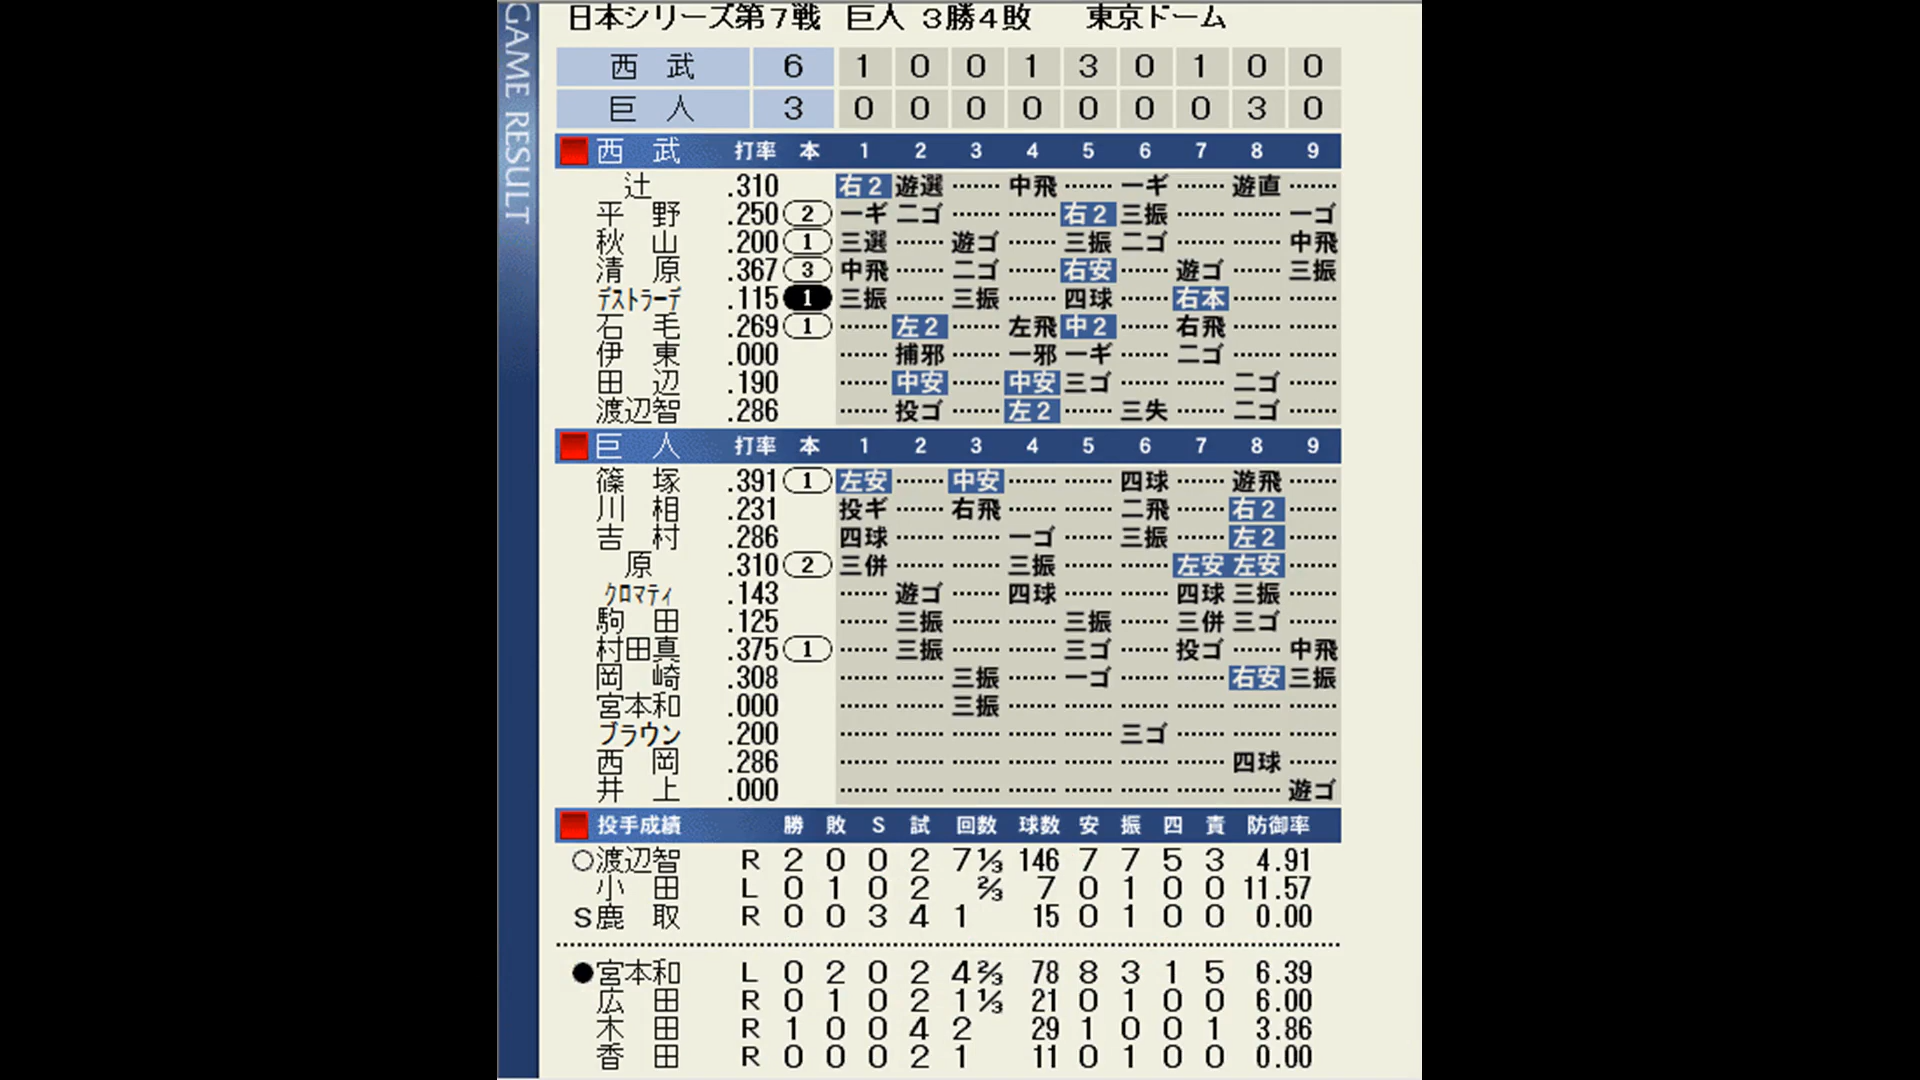 GAME RESULT
日本シリーズ第7戦 巨人 3勝4敗 東京ドーム
西武 6 1 0 0 1 3 0 1 0 0
巨人 3 0 0 0 0 0 0 0 3 0
西武 打率 本 1 2 3 4 5 6 7 8 9
辻 .310 右2 遊選 …… 中飛 …… 一ギ …… 遊直 ……
平野 .250 2 一ギ 二ゴ …… …… 右2 三振 …… …… 一ゴ
秋山 .200 1 三選 …… 遊ゴ …… 三振 二ゴ …… …… 中飛
清原 .367 3 中飛 …… 二ゴ …… 右安 …… 遊ゴ …… 三振
デストラーデ .115 1 三振 …… 三振 …… 四球 …… 右本 …… ……
石毛 .269 1 …… 左2 …… 左飛 中2 …… 右飛 …… ……
伊東 .000 …… 捕邪 …… 一邪 一ギ …… 二ゴ …… ……
田辺 .190 …… 中安 …… 中安 三ゴ …… …… 二ゴ ……
渡辺智 .286 …… 投ゴ …… 左2 …… 三失 …… 二ゴ ……
巨人 打率 本 1 2 3 4 5 6 7 8 9
篠塚 .391 1 左安 …… 中安 …… …… 四球 …… 遊飛 ……
川相 .231 投ギ …… 右飛 …… …… 二飛 …… 右2 ……
吉村 .286 四球 …… …… 一ゴ …… 三振 …… 左2 ……
原 .310 2 三併 …… …… 三振 …… …… 左安 左安 ……
クロマティ .143 …… 遊ゴ …… 四球 …… …… 四球 三振 ……
駒田 .125 …… 三振 …… …… 三振 …… 三併 三ゴ ……
村田真 .375 1 …… 三振 …… …… 三ゴ …… 投ゴ …… 中飛
岡崎 .308 …… …… 三振 …… 一ゴ …… …… 右安 三振
宮本和 .000 …… …… 三振 …… …… …… …… …… ……
ブラウン .200 …… …… …… …… …… 三ゴ …… …… ……
西岡 .286 …… …… …… …… …… …… …… 四球 ……
井上 .000 …… …… …… …… …… …… …… …… 遊ゴ
投手成績 勝 敗 S 試 回数 球数 安 振 四 責 防御率
○渡辺智 R 2 0 0 2 7⅓ 146 7 7 5 3 4.91
小田 L 0 1 0 2 ⅔ 7 0 1 0 0 11.57
S鹿取 R 0 0 3 4 1 15 0 1 0 0 0.00
●宮本和 L 0 2 0 2 4⅔ 78 8 3 1 5 6.39
広田 R 0 1 0 2 1⅓ 21 0 1 0 0 6.00
木田 R 1 0 0 4 2 29 1 0 0 1 3.86
香田 R 0 0 0 2 1 11 0 1 0 0 0.00